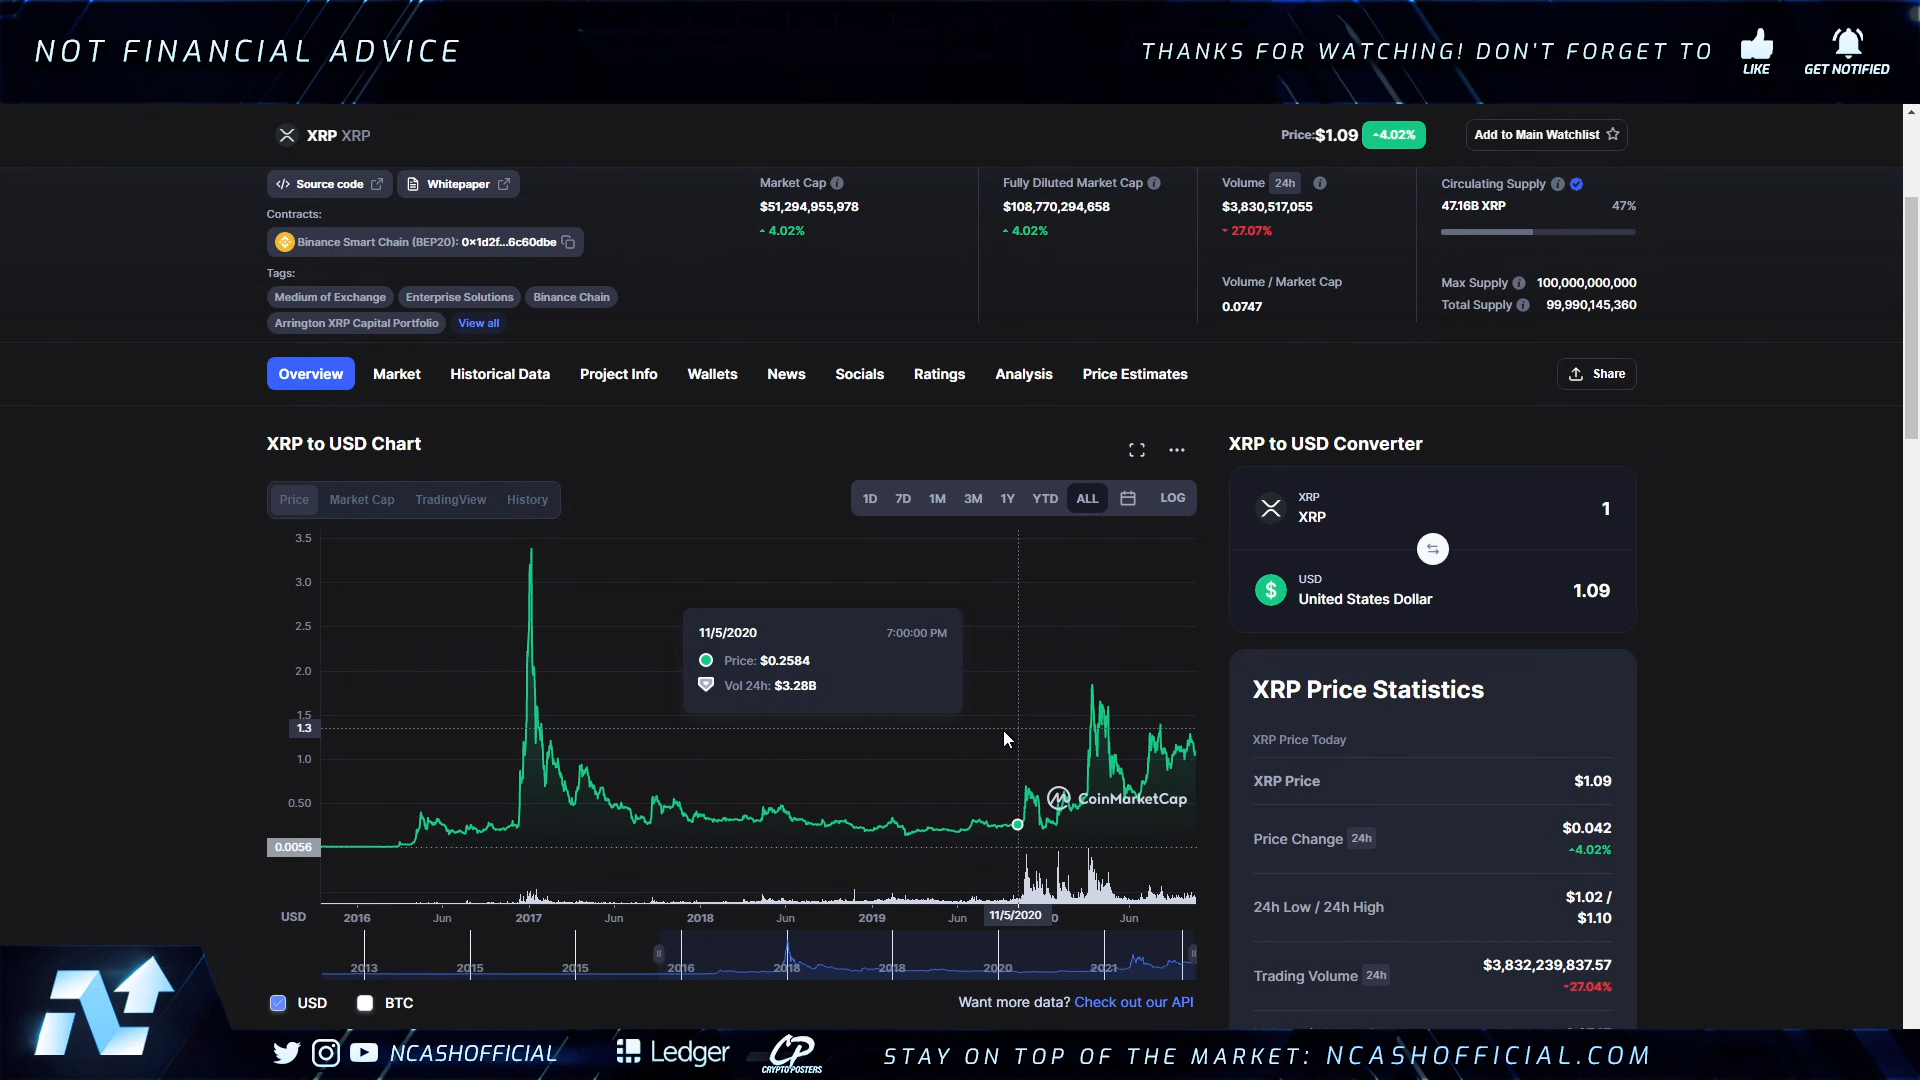 NOT FINANCIAL ADVICE
THANKS FOR WATCHING! DON'T FORGET TO
LIKE
GET NOTIFIED
XRP XRP
Price:$1.09 4.02%
Add to Main Watchlist
Source code
Whitepaper
Contracts:
Binance Smart Chain (BEP20): 0x1d2f...6c60dbe
Tags:
Medium of Exchange
Enterprise Solutions
Binance Chain
Arrington XRP Capital Portfolio
View all
Market Cap
$51,294,955,978
4.02%
Fully Diluted Market Cap
$108,770,294,658
4.02%
Volume 24h
$3,830,517,055
27.07%
Volume / Market Cap
0.0747
Circulating Supply
47.16B XRP 47%
Max Supply 100,000,000,000
Total Supply 99,990,145,360
Overview Market Historical Data Project Info Wallets News Socials Ratings Analysis Price Estimates
Share
XRP to USD Chart
Price Market Cap TradingView History
1D 7D 1M 3M 1Y YTD ALL LOG
3.5
3.0
2.5
2.0
1.5
1.3
1.0
0.50
0.0056
11/5/2020 7:00:00 PM
Price: $0.2584
Vol 24h: $3.28B
CoinMarketCap
USD 2016 Jun 2017 Jun 2018 Jun 2019 Jun 11/5/2020 0 Jun
2013 2015 2015 2016 2018 2018 2020 2021
USD BTC
Want more data? Check out our API
XRP to USD Converter
XRP
XRP 1
USD
United States Dollar 1.09
XRP Price Statistics
XRP Price Today
XRP Price $1.09
Price Change 24h $0.042
4.02%
24h Low / 24h High $1.02 /
$1.10
Trading Volume 24h $3,832,239,837.57
27.04%
NCASHOFFICIAL
Ledger
CP
CRYPTOPOSTERS
STAY ON TOP OF THE MARKET: NCASHOFFICIAL.COM